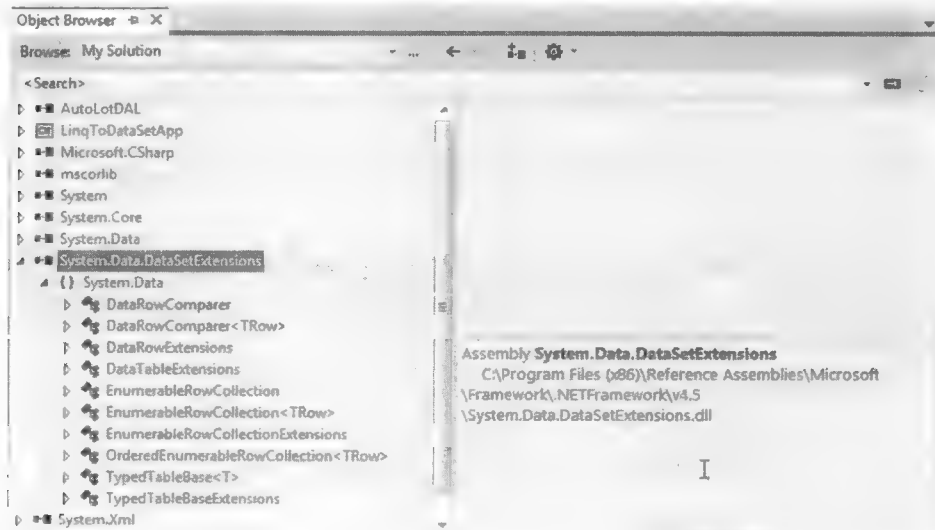 Object Browser
Browse: My Solution
...
<Search>
AutoLotDAL
C# LinqToDataSetApp
Microsoft.CSharp
mscorlib
System
System.Core
System.Data
System.Data.DataSetExtensions
{} System.Data
DataRowComparer
DataRowComparer<TRow>
DataRowExtensions
DataTableExtensions
EnumerableRowCollection
EnumerableRowCollection<TRow>
EnumerableRowCollectionExtensions
OrderedEnumerableRowCollection<TRow>
TypedTableBase<T>
TypedTableBaseExtensions
System.Xml
Assembly System.Data.DataSetExtensions
C:\Program Files (x86)\Reference Assemblies\Microsoft
\Framework\.NETFramework\v4.5
\System.Data.DataSetExtensions.dll